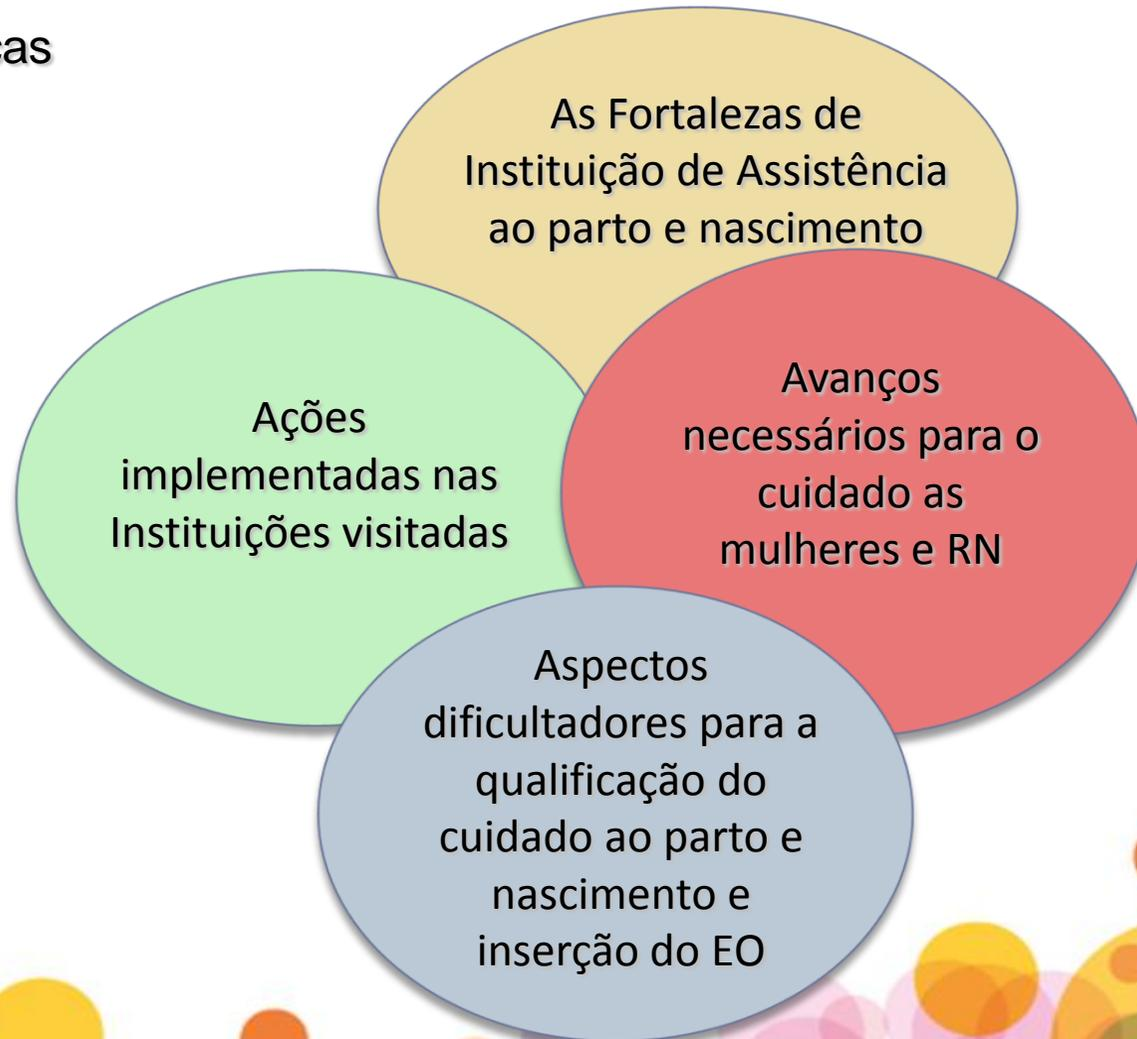 As Fortalezas de
Instituição de Assistência
ao parto e nascimento
Ações
implementadas nas
Instituições visitadas
Avanços
necessários para o
cuidado as
mulheres e RN
Aspectos
dificultadores para a
qualificação do
cuidado ao parto e
nascimento e
inserção do EO